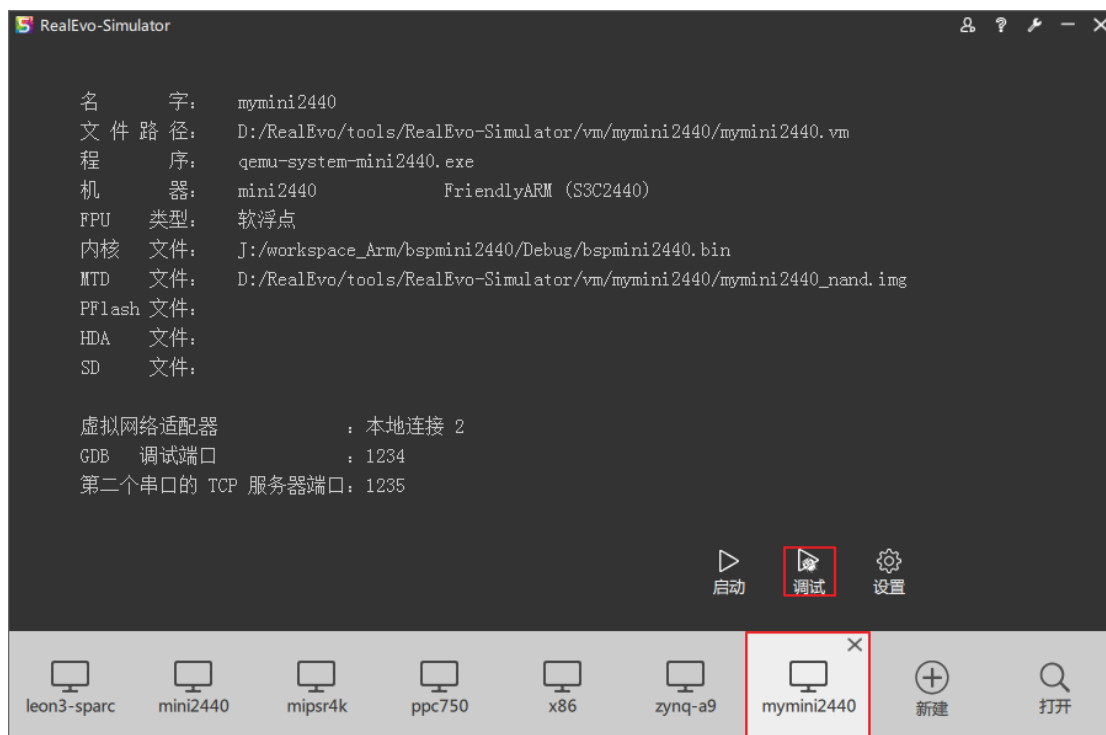 RealEvo-Simulator
名 字: mymini2440
文 件 路 径: D:/RealEvo/tools/RealEvo-Simulator/vm/mymini2440/mymini2440.vm
程 序: qemu-system-mini2440.exe
机 器: mini2440 FriendlyARM (S3C2440)
FPU 类型: 软浮点
内核 文件: J:/workspace_Arm/bspmini2440/Debug/bspmini2440.bin
MTD 文件: D:/RealEvo/tools/RealEvo-Simulator/vm/mymini2440/mymini2440_nand.img
PFlash 文件:
HDA 文件:
SD 文件:
虚拟网络适配器 : 本地连接 2
GDB 调试端口 : 1234
第二个串口的 TCP 服务器端口: 1235
启动 调试 设置
leon3-sparc mini2440 mipsr4k ppc750 x86 zynq-a9 mymini2440 新建 打开